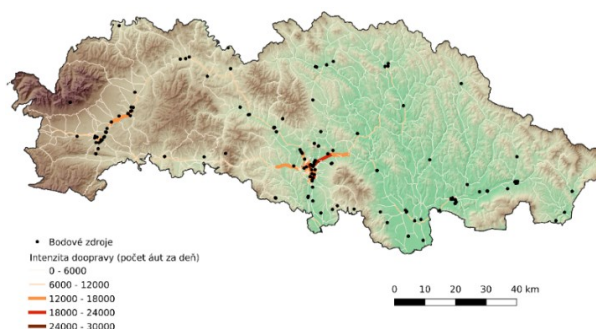 Bodové zdroje
Intenzita doopravy (počet áut za deň)
0 - 6000
6000 - 12000
12000 - 18000
18000 - 24000
24000 - 30000
0 10 20 30 40 km